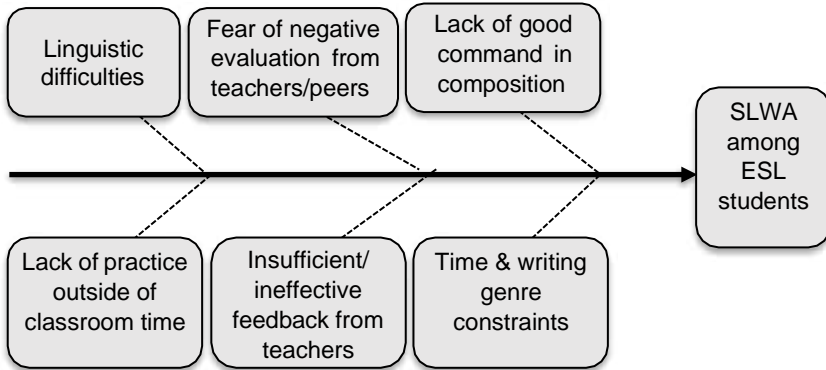 Linguistic
difficulties
Fear of negative
evaluation from
teachers/peers
Lack of good
command in
composition
SLWA
among
ESL
students
Lack of practice
outside of
classroom time
Insufficient/
ineffective
feedback from
teachers
Time & writing
genre
constraints